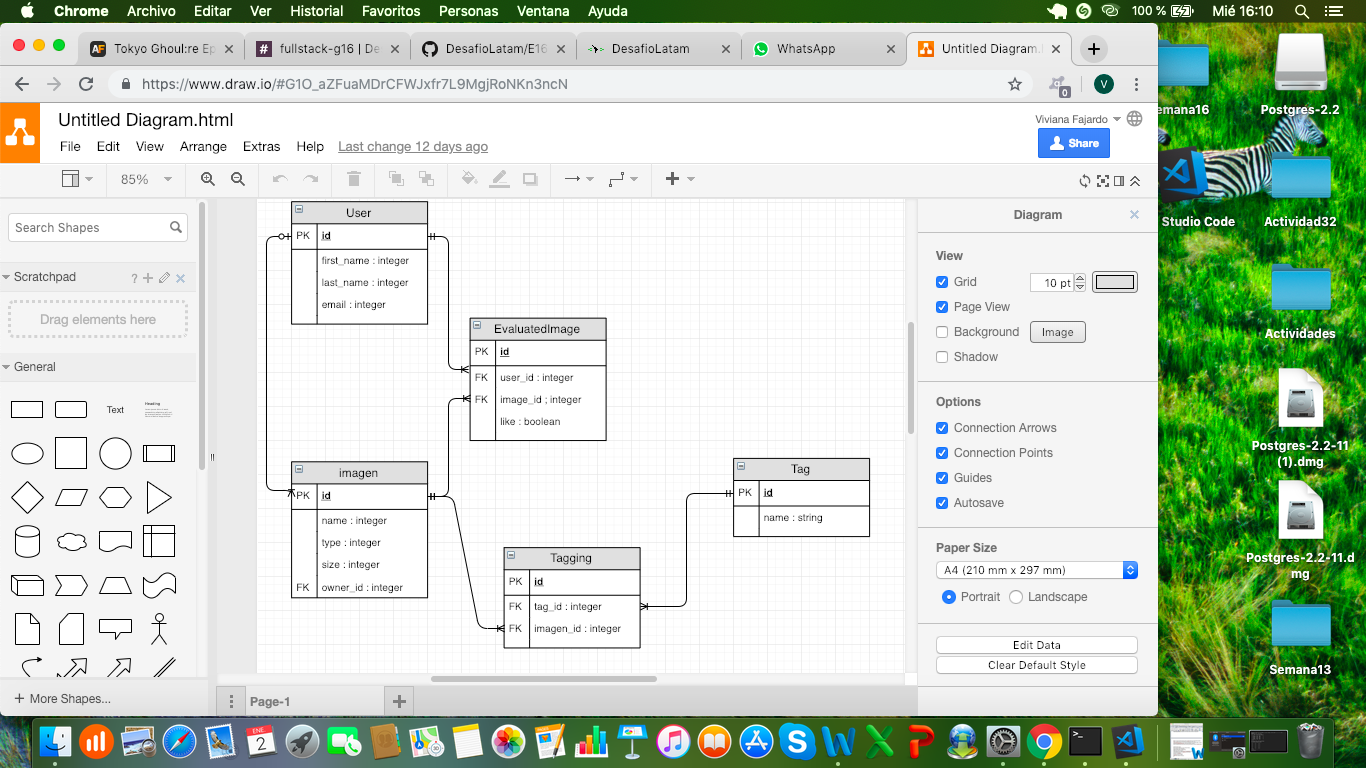 Chrome Archivo Editar Ver Historial Favoritos Personas Ventana Ayuda 100 % Mié 16:10
Tokyo Ghoul:re Ep
fullstack-g16 | De
DesafioLatam/E16
DesafioLatam
WhatsApp
Untitled Diagram.
https://www.draw.io/#G1O_aZFuaMDrCFWJxfr7L9MgjRoNKn3ncN
0
V
Untitled Diagram.html
Viviana Fajardo
File Edit View Arrange Extras Help Last change 12 days ago
Share
85%
Search Shapes
Scratchpad
?
Drag elements here
General
Text
Heading
More Shapes...
User
PK id
first_name : integer
last_name : integer
email : integer
EvaluatedImage
PK id
FK user_id : integer
FK image_id ; integer
like : boolean
imagen
PK id
name : integer
type : integer
size : integer
FK owner_id : integer
Tagging
PK id
FK tag_id : integer
FK imagen_id : integer
Tag
PK id
name : string
Page-1
Diagram
View
Grid 10 pt
Page View
Background Image
Shadow
Options
Connection Arrows
Connection Points
Guides
Autosave
Paper Size
A4 (210 mm x 297 mm)
Portrait Landscape
Edit Data
Clear Default Style
emana16
Postgres-2.2
Studio Code
Actividad32
Actividades
Postgres-2.2-11
(1).dmg
Postgres-2.2-11.d
mg
Semana13
ENE
2